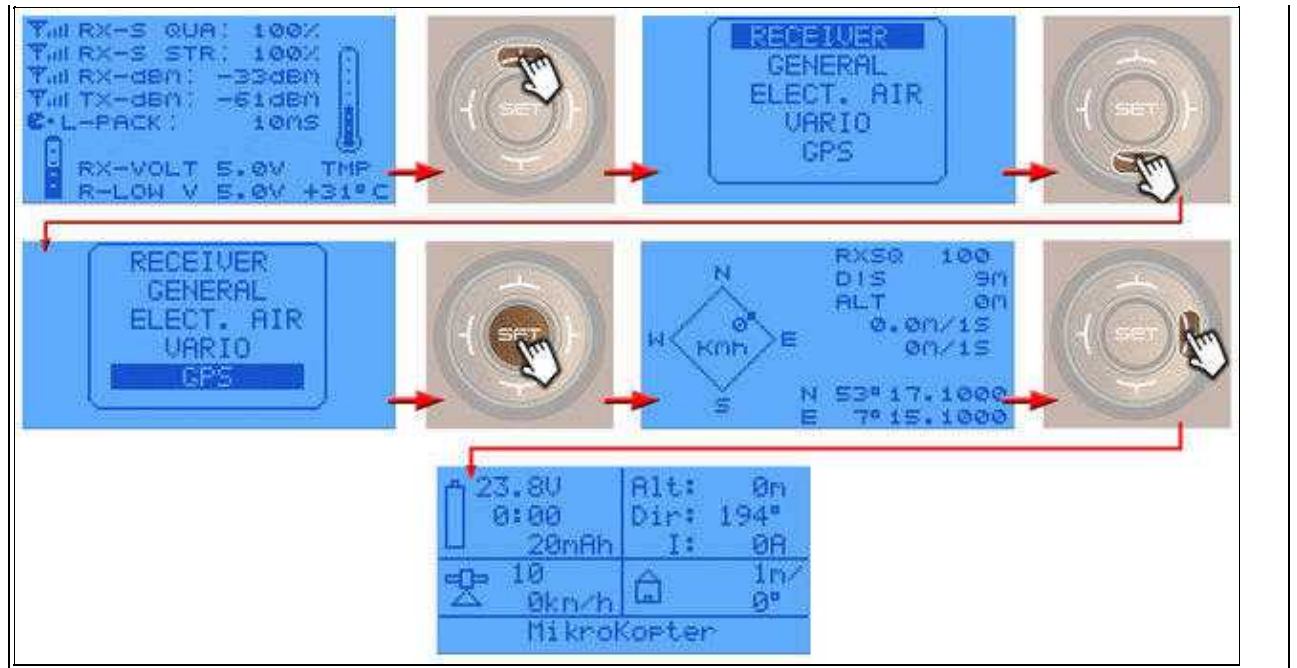 RX-S QUA: 100%
RX-S STR: 100%
RX-dBm: -33dBm
TX-dBm: -61dBm
L-PACK: 10ms
RX-VOLT 5.0V TMP
R-LOW V 5.0V +31°C
SET
RECEIVER
GENERAL
ELECT. AIR
VARIO
GPS
SET
RECEIVER
GENERAL
ELECT. AIR
VARIO
GPS
SET
N
W
E
S
0°
Kmh
RXSQ 100
DIS 9m
ALT 0m
0.0m/1S
0m/1S
N 53°17.1000
E 7°15.1000
SET
23.8V
0:00
20mAh
Alt: 0m
Dir: 194°
I: 0A
10
0km/h
1m/
0°
MikroKopter